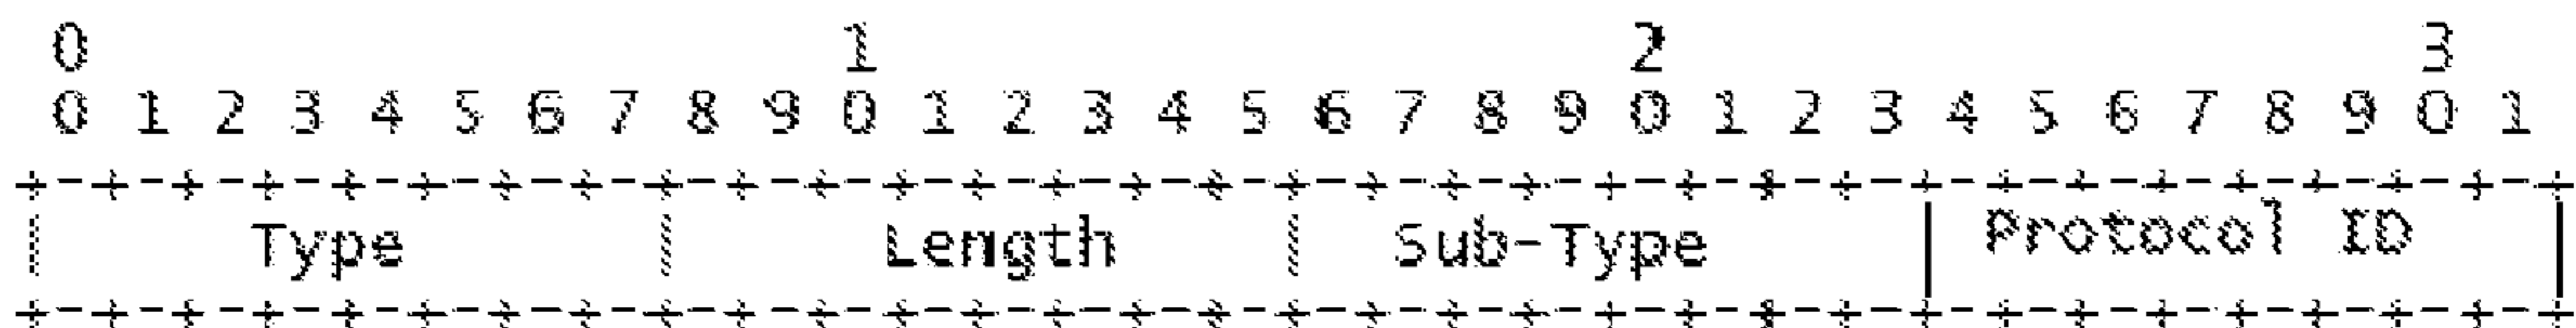 0 1 2 3
0 1 2 3 4 5 6 7 8 9 0 1 2 3 4 5 6 7 8 9 0 1 2 3 4 5 6 7 8 9 0 1
+-+-+-+-+-+-+-+-+-+-+-+-+-+-+-+-+-+-+-+-+-+-+-+-+-+-+-+-+-+-+-+-+
| Type | Length | Sub-Type | Protocol ID |
+-+-+-+-+-+-+-+-+-+-+-+-+-+-+-+-+-+-+-+-+-+-+-+-+-+-+-+-+-+-+-+-+